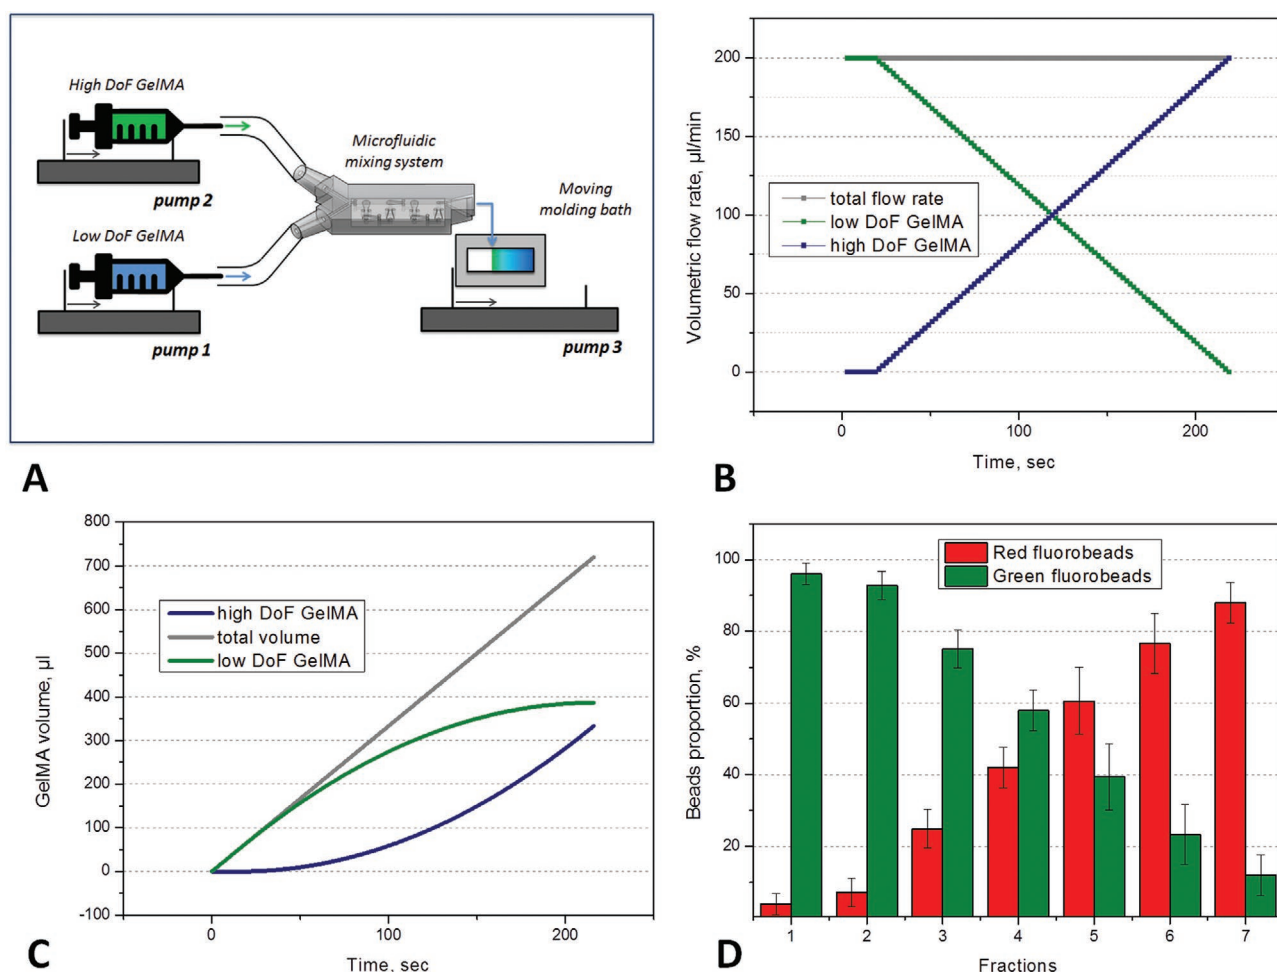 High DoF GelMA
pump 2
Low DoF GelMA
pump 1
Microfluidic
mixing system
Moving
molding bath
pump 3
A
Volumetric flow rate, µl/min
200
150
100
50
0
total flow rate
low DoF GelMA
high DoF GelMA
0
100
200
Time, sec
B
GelMA volume, µl
800
700
600
500
400
300
200
100
0
-100
high DoF GelMA
total volume
low DoF GelMA
0
100
200
Time, sec
C
Beads proportion, %
100
80
60
40
20
Red fluorobeads
Green fluorobeads
1 2 3 4 5 6 7
Fractions
D